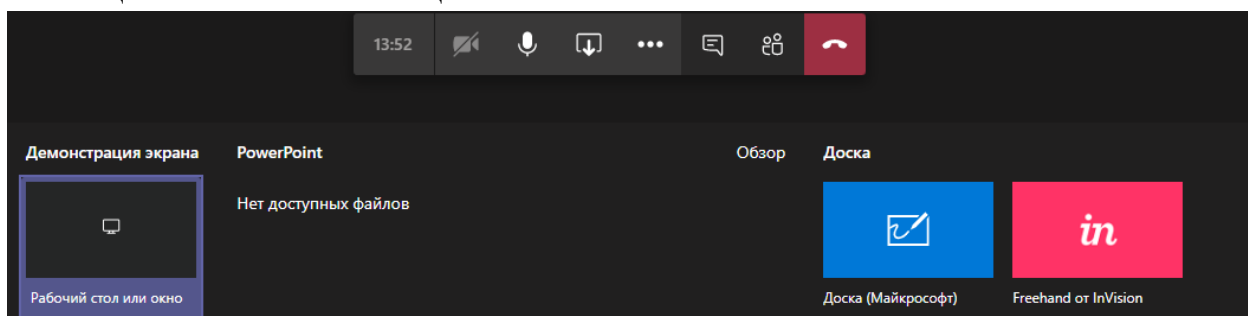 13:52
Демонстрация экрана
PowerPoint
Обзор
Доска
Нет доступных файлов
in
Рабочий стол или окно
Доска (Майкрософт)
Freehand от InVision